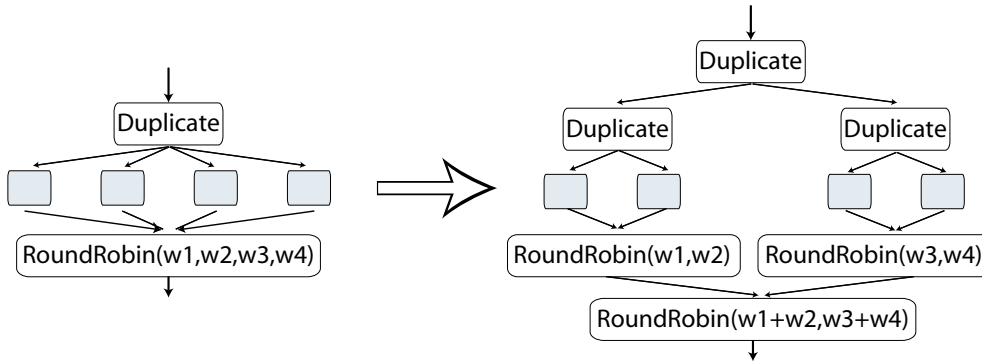 Duplicate
RoundRobin(w1,w2,w3,w4)
Duplicate
Duplicate
Duplicate
RoundRobin(w1,w2)
RoundRobin(w3,w4)
RoundRobin(w1+w2,w3+w4)